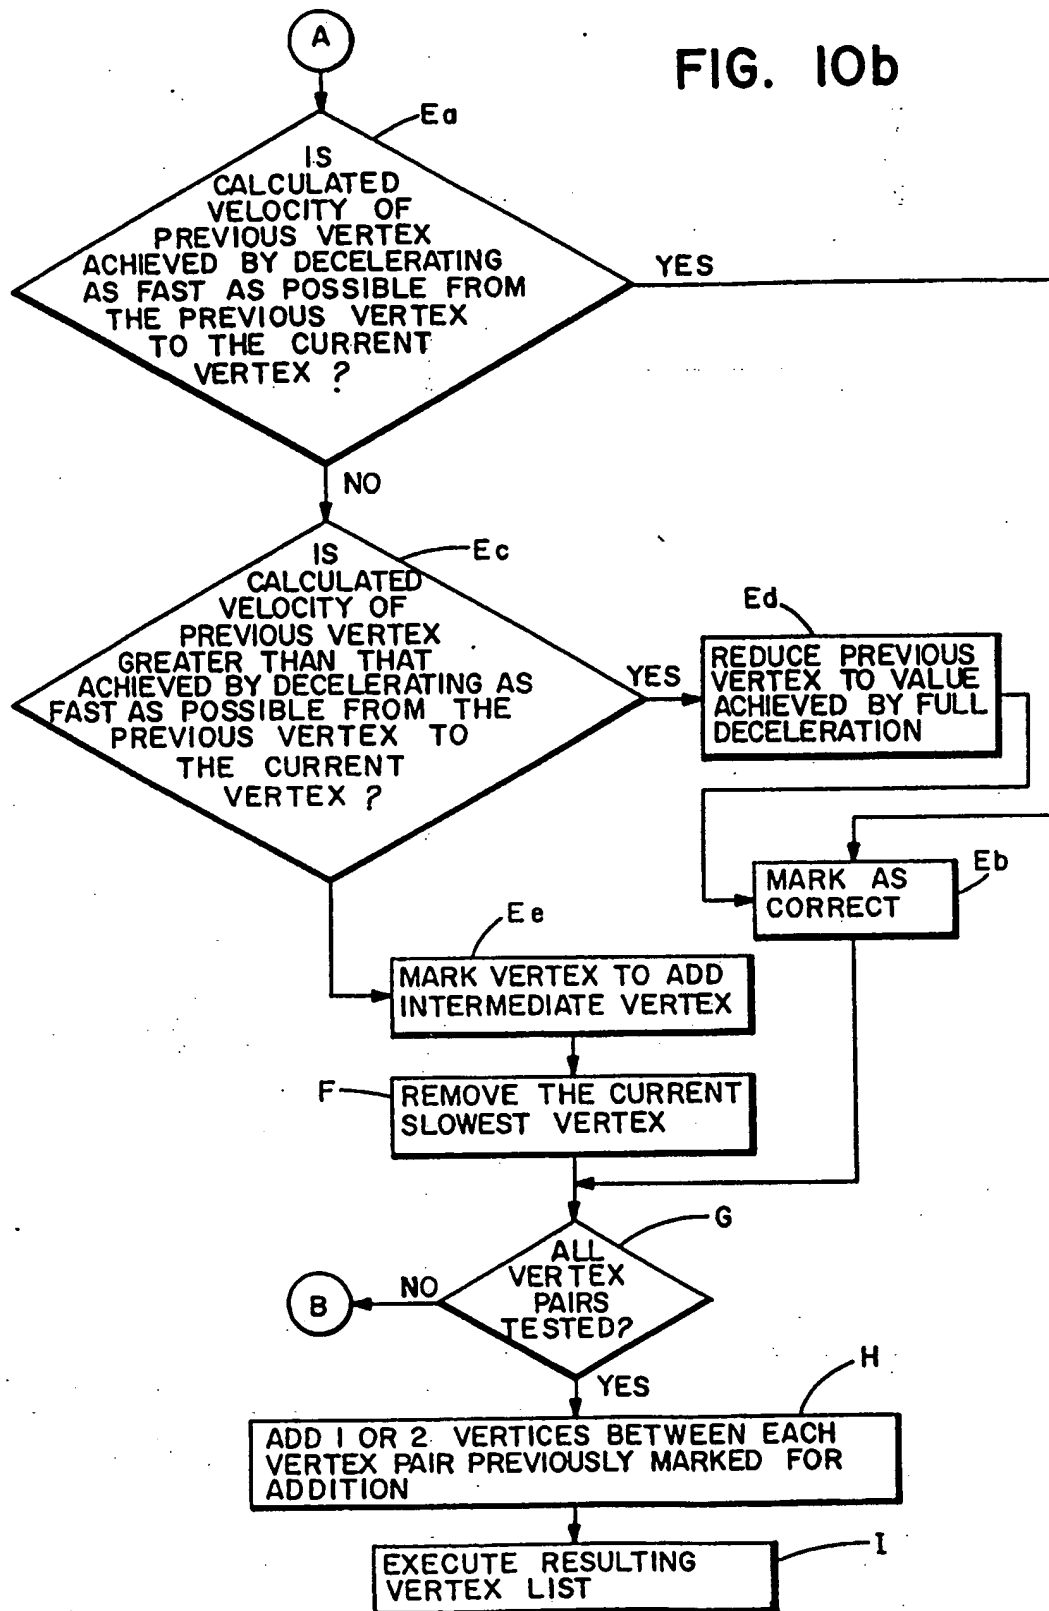 A
FIG. 10b
Ea
IS
CALCULATED
VELOCITY OF
PREVIOUS VERTEX
ACHIEVED BY DECELERATING
AS FAST AS POSSIBLE FROM
THE PREVIOUS VERTEX
TO THE CURRENT
VERTEX ?
YES
NO
Ec
IS
CALCULATED
VELOCITY OF
PREVIOUS VERTEX
GREATER THAN THAT
ACHIEVED BY DECELERATING AS
FAST AS POSSIBLE FROM THE
PREVIOUS VERTEX TO
THE CURRENT
VERTEX ?
YES
Ed
REDUCE PREVIOUS
VERTEX TO VALUE
ACHIEVED BY FULL
DECELERATION
Eb
MARK AS
CORRECT
Ee
MARK VERTEX TO ADD
INTERMEDIATE VERTEX
F
REMOVE THE CURRENT
SLOWEST VERTEX
G
ALL
VERTEX
PAIRS
TESTED?
NO
B
YES
H
ADD 1 OR 2 VERTICES BETWEEN EACH
VERTEX PAIR PREVIOUSLY MARKED FOR
ADDITION
I
EXECUTE RESULTING
VERTEX LIST